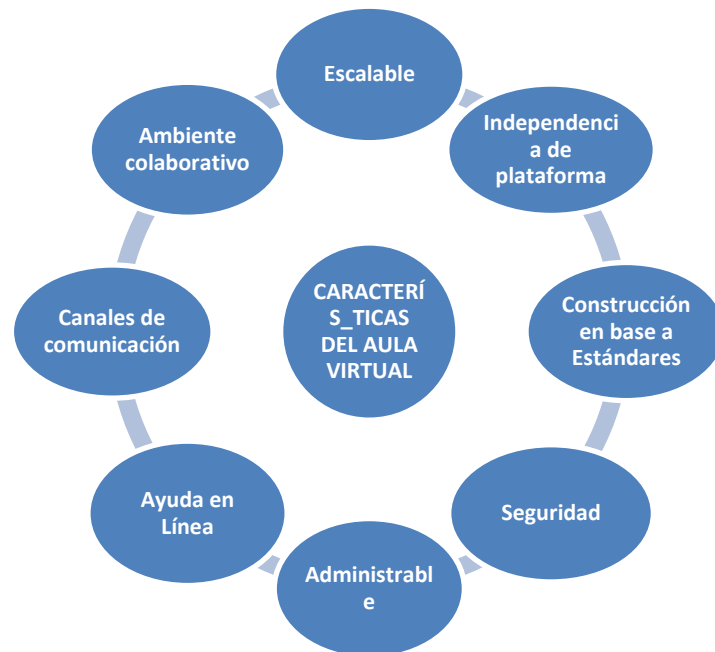 Escalable
Independenci
a de
plataforma
Construcción
en base a
Estándares
Seguridad
Administrabl
e
Ayuda en
Línea
Canales de
comunicación
Ambiente
colaborativo
CARACTERÍ
S_TICAS
DEL AULA
VIRTUAL